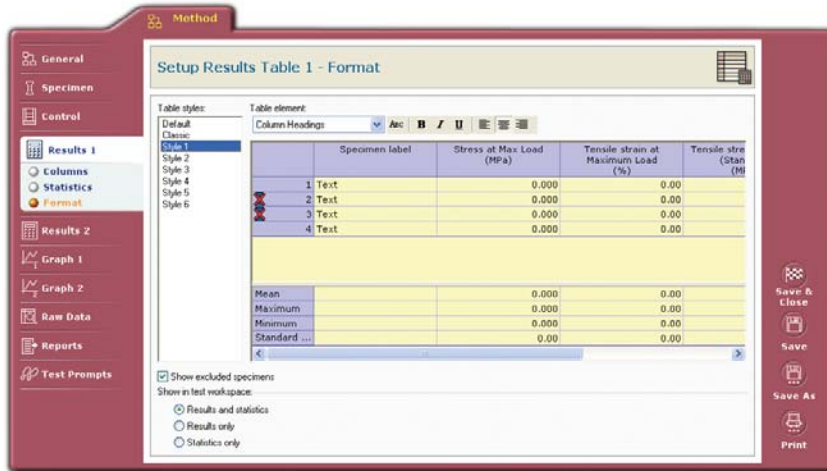 Method
General
Specimen
Control
Results 1
Columns
Statistics
Format
Results 2
Graph 1
Graph 2
Raw Data
Reports
Test Prompts
Setup Results Table 1 - Format
Table styles:
Default
Classic
Style 1
Style 2
Style 3
Style 4
Style 5
Style 6
Table element:
Column Headings ABC B I U
Specimen label Stress at Max Load Tensile strain at Tensile stre
(MPa) Maximum Load (Stan
(%)
1 Text 0.000 0.00
2 Text 0.000 0.00
3 Text 0.000 0.00
4 Text 0.000 0.00
Mean 0.000 0.00
Maximum 0.000 0.00
Minimum 0.000 0.00
Standard ... 0.00 0.00
Show excluded specimens
Show in test workspace:
Results and statistics
Results only
Statistics only
Save &
Close
Save
Save As
Print